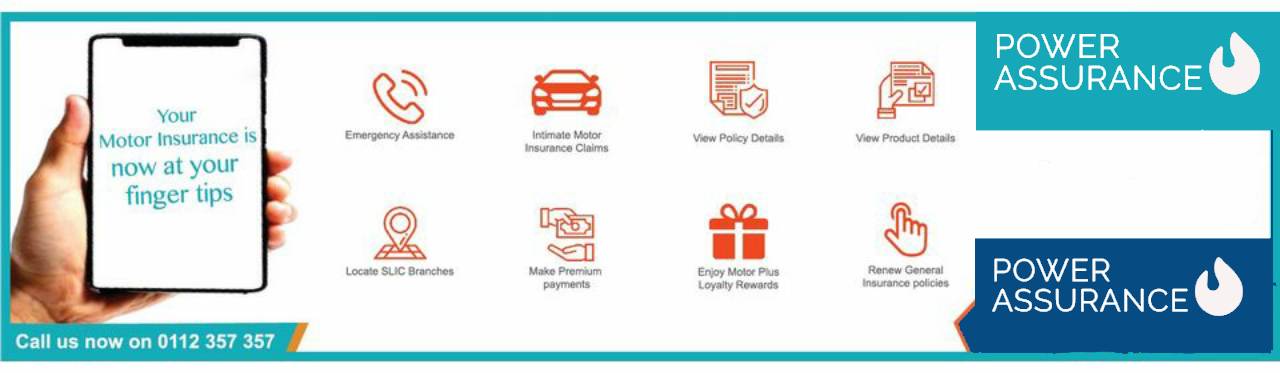 Your
Motor Insurance is
now at your
finger tips
Emergency Assistance
Intimate Motor
Insurance Claims
View Policy Details
View Product Details
Locate SLIC Branches
Make Premium
payments
Enjoy Motor Plus
Loyalty Rewards
Renew General
Insurance policies
Call us now on 0112 357 357
POWER
ASSURANCE
POWER
ASSURANCE